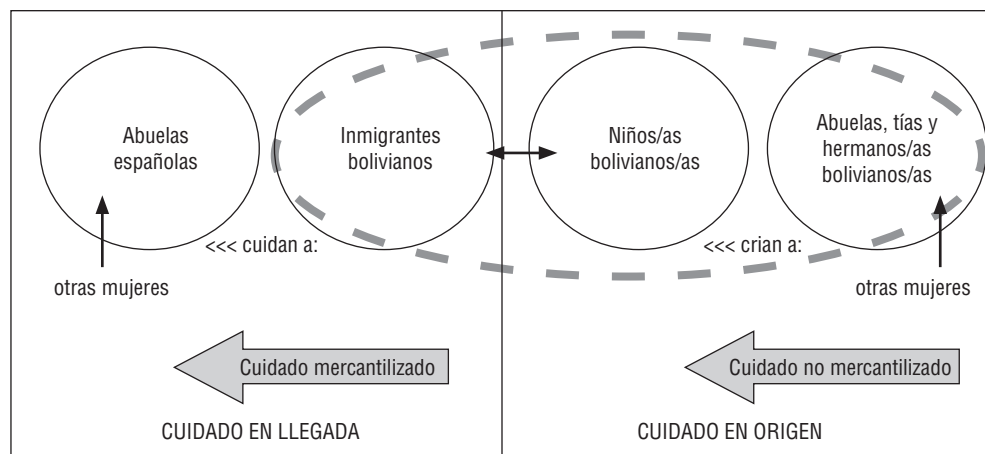 Abuelas
españolas
Inmigrantes
bolivianos
Niños/as
bolivianos/as
Abuelas, tías y
hermanos/as
bolivianos/as
<<< cuidan a:
<<< crian a:
otras mujeres
otras mujeres
Cuidado mercantilizado
Cuidado no mercantilizado
CUIDADO EN LLEGADA
CUIDADO EN ORIGEN